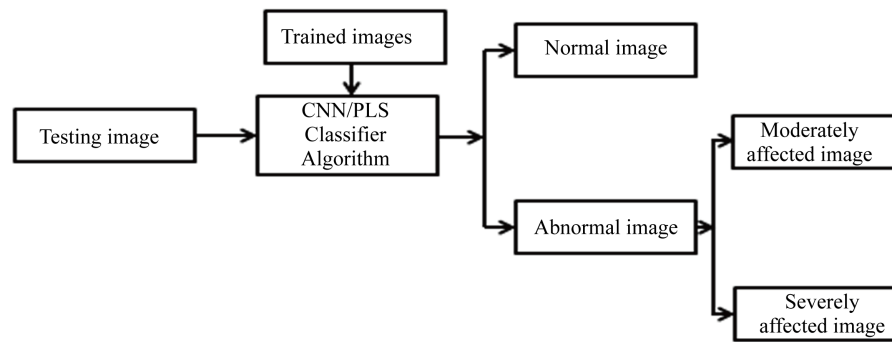 Trained images
Normal image
Testing image
CNN/PLS
Classifier
Algorithm
Moderately
affected image
Abnormal image
Severely
affected image